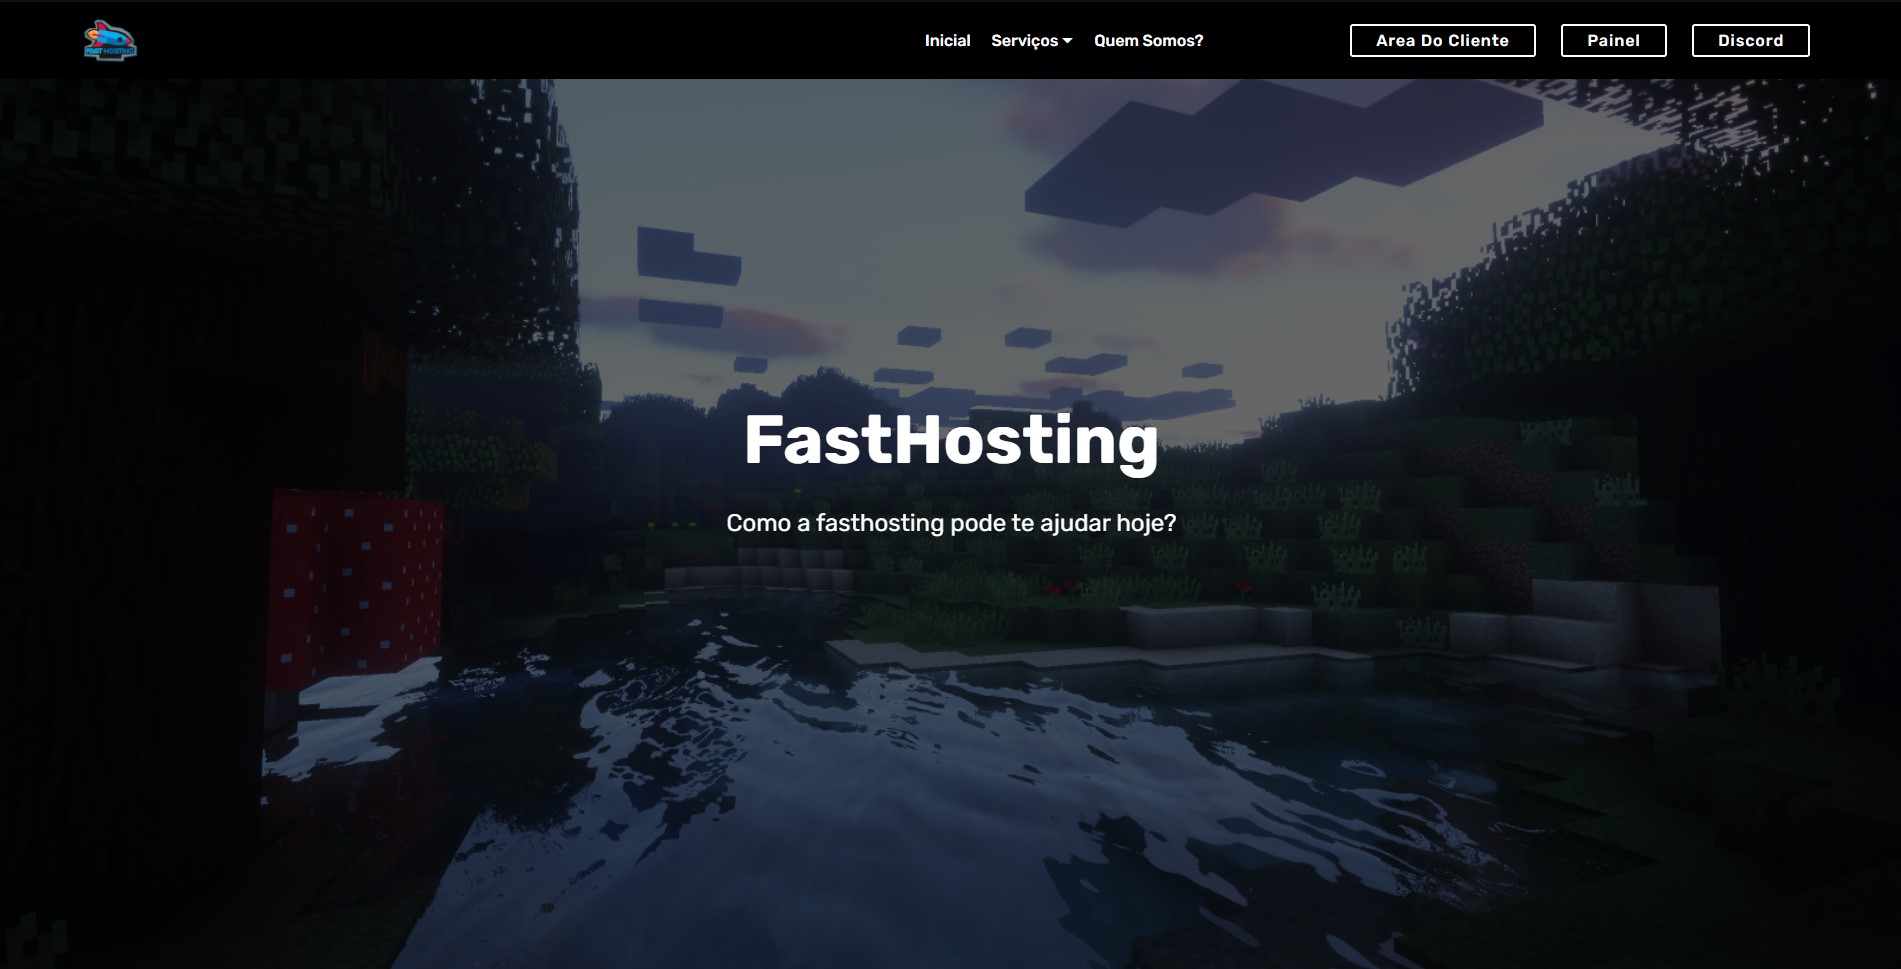 FAST HOSTING
Inicial Serviços Quem Somos? Area Do Cliente Painel Discord
FastHosting
Como a fasthosting pode te ajudar hoje?